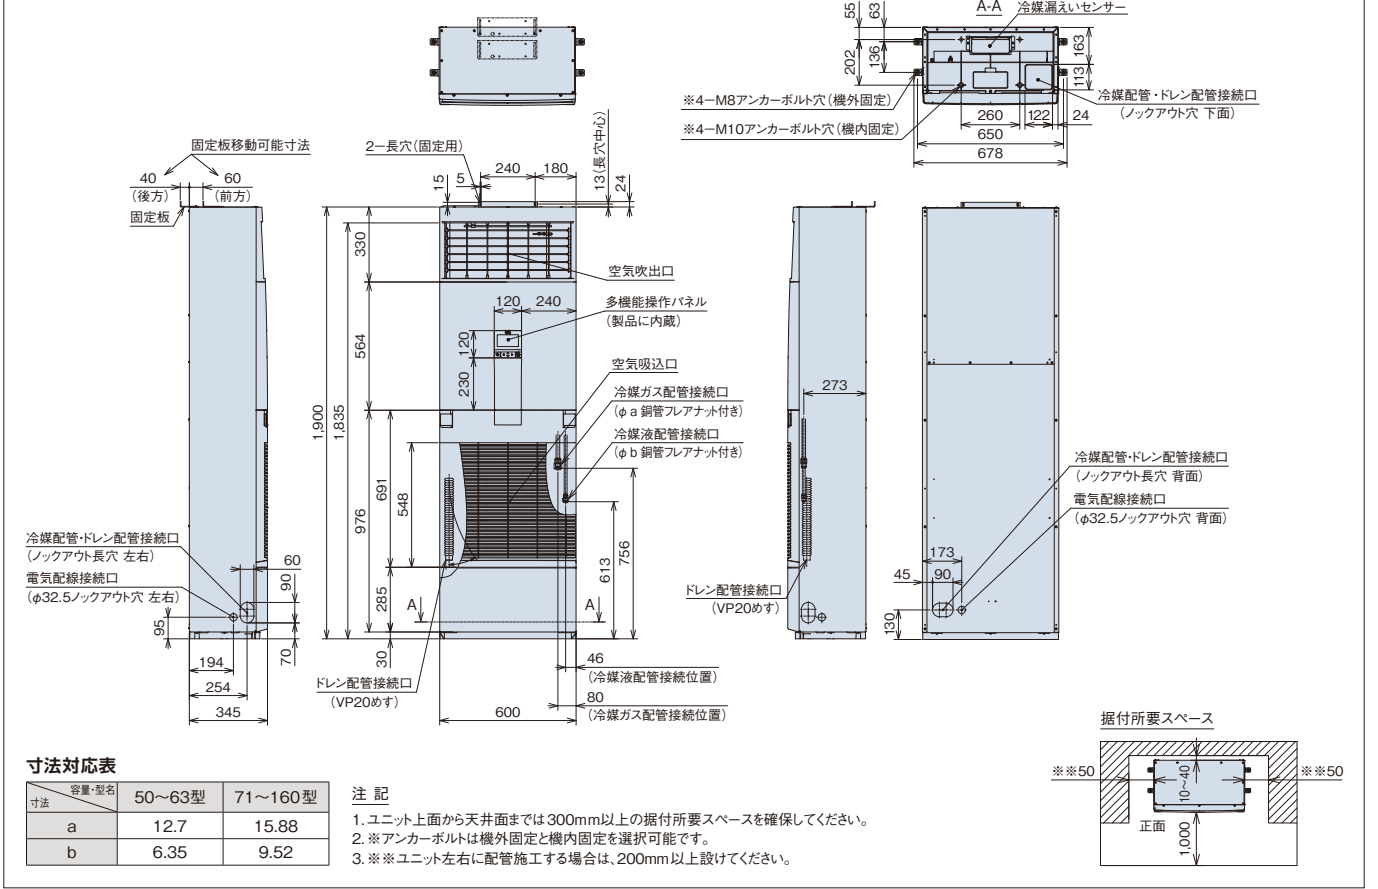 A-A
冷媒漏えいセンサー
55
63
202
136
163
113
※4－M8アンカーボルト穴（機外固定）
※4－M10アンカーボルト穴（機内固定）
冷媒配管・ドレン配管接続口
（ノックアウト穴 下面）
260
122
24
650
678
固定板移動可能寸法
40
（後方）
60
（前方）
固定板
2－長穴（固定用）
15
5
240
180
13（長穴中心）
24
330
564
1,900
1,835
空気吹出口
120
240
多機能操作パネル
（製品に内蔵）
120
230
空気吸込口
冷媒ガス配管接続口
（φa 銅管フレアナット付き）
冷媒液配管接続口
（φb 銅管フレアナット付き）
273
691
548
976
613
756
冷媒配管・ドレン配管接続口
（ノックアウト長穴 背面）
電気配線接続口
（φ32.5ノックアウト穴 背面）
冷媒配管・ドレン配管接続口
（ノックアウト長穴 左右）
電気配線接続口
（φ32.5ノックアウト穴 左右）
60
90
95
70
194
254
345
285
30
A
A
ドレン配管接続口
（VP20めす）
173
45
90
130
ドレン配管接続口
（VP20めす）
46
（冷媒液配管接続位置）
80
（冷媒ガス配管接続位置）
600
据付所要スペース
※※50
※※50
10～40
正面
1,000
寸法対応表
容量・型名
寸法
50～63型
71～160型
a
12.7
15.88
b
6.35
9.52
注 記
1. ユニット上面から天井面までは300mm以上の据付所要スペースを確保してください。
2. ※アンカーボルトは機外固定と機内固定を選択可能です。
3. ※※ユニット左右に配管施工する場合は、200mm以上設けてください。